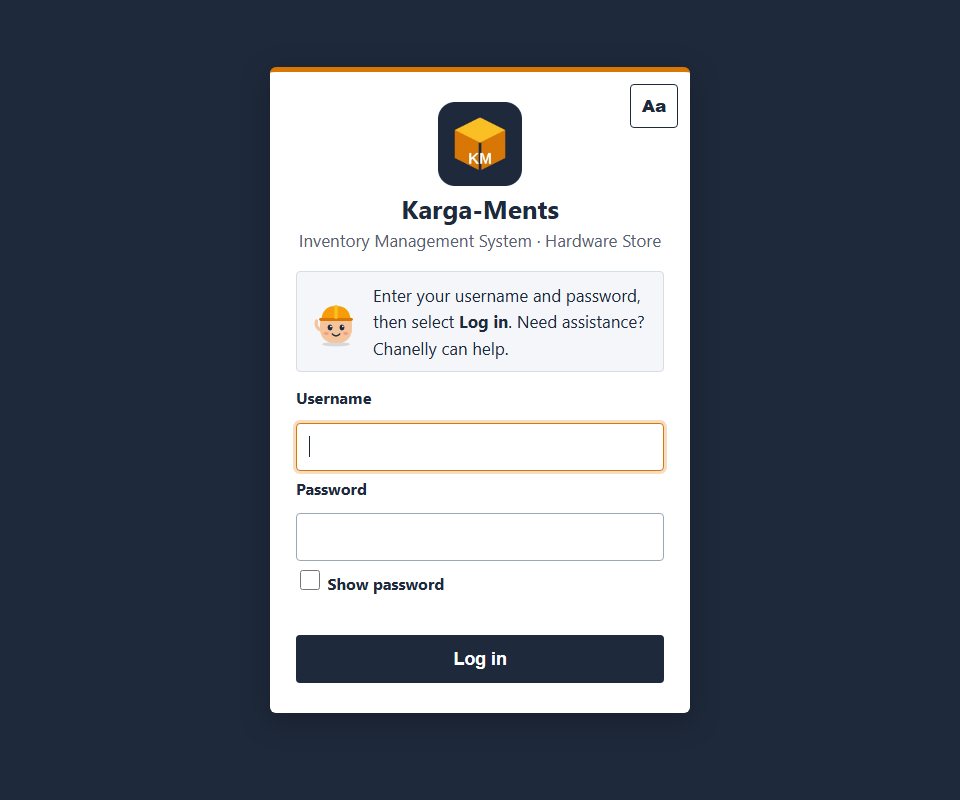 Aa
KM
Karga-Ments
Inventory Management System · Hardware Store
Enter your username and password,
then select Log in. Need assistance?
Chanelly can help.
Username
Password
Show password
Log in